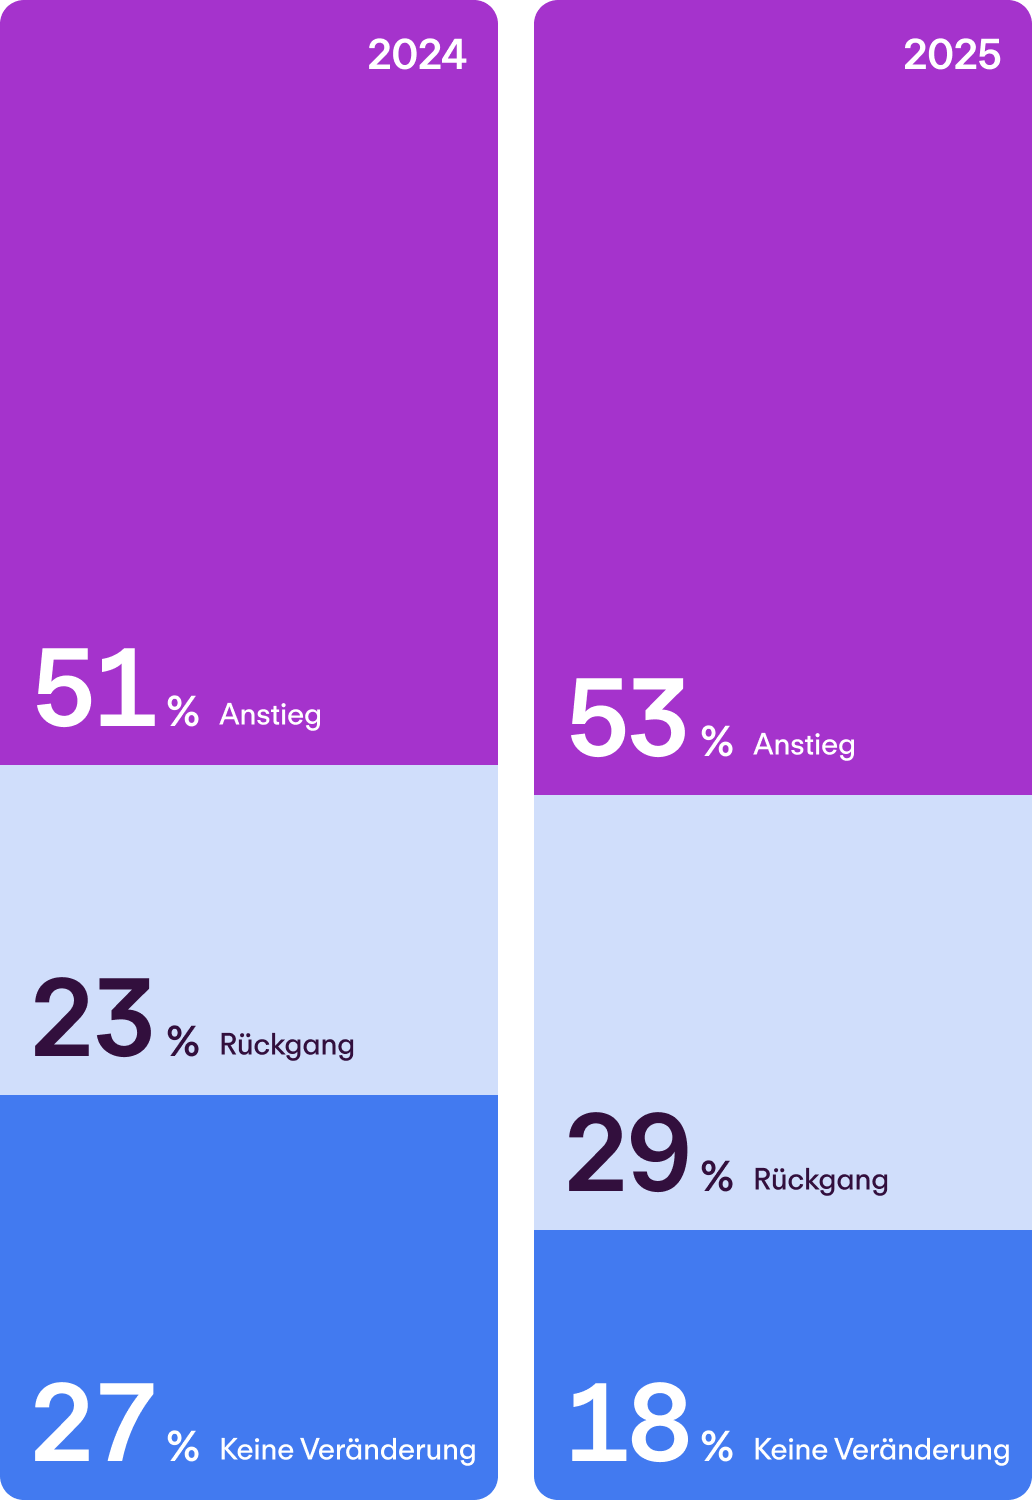 2024
51 % Anstieg
23 % Rückgang
27 % Keine Veränderung
2025
53 % Anstieg
29 % Rückgang
18 % Keine Veränderung